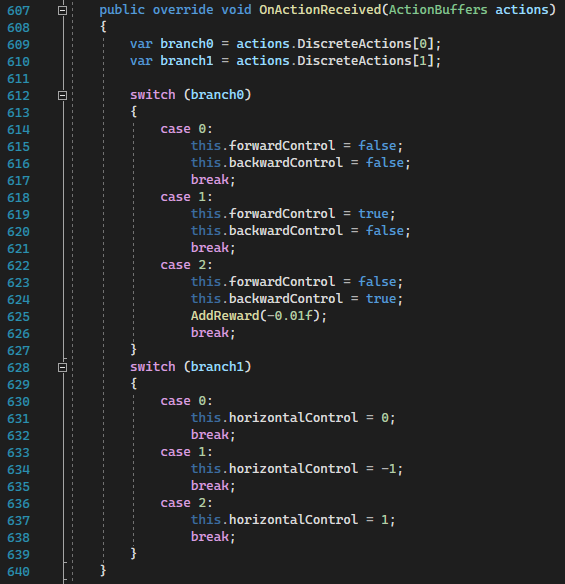 607 public override void OnActionReceived(ActionBuffers actions)
608 {
609 var branch0 = actions.DiscreteActions[0];
610 var branch1 = actions.DiscreteActions[1];
611
612 switch (branch0)
613 {
614 case 0:
615 this.forwardControl = false;
616 this.backwardControl = false;
617 break;
618 case 1:
619 this.forwardControl = true;
620 this.backwardControl = false;
621 break;
622 case 2:
623 this.forwardControl = false;
624 this.backwardControl = true;
625 AddReward(-0.01f);
626 break;
627 }
628 switch (branch1)
629 {
630 case 0:
631 this.horizontalControl = 0;
632 break;
633 case 1:
634 this.horizontalControl = -1;
635 break;
636 case 2:
637 this.horizontalControl = 1;
638 break;
639 }
640 }